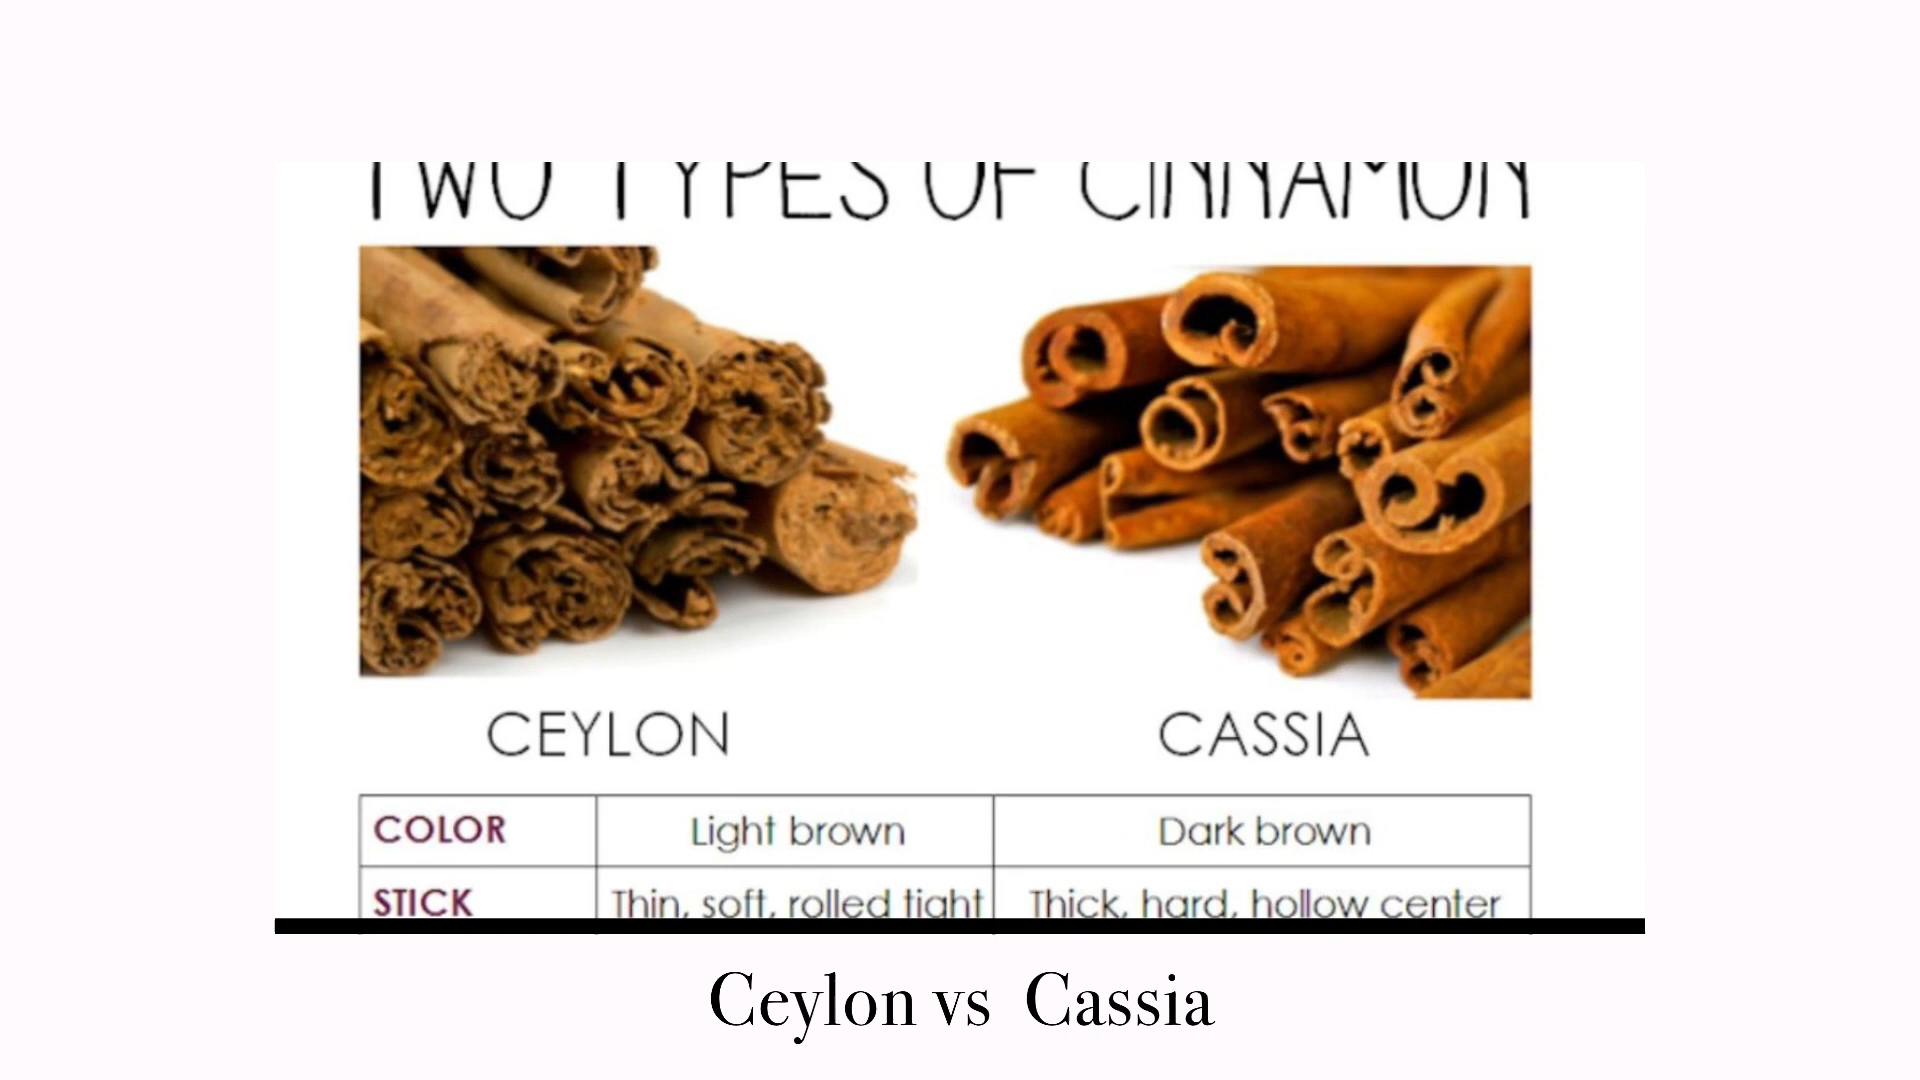 TWO TYPES OF CINNAMON
CEYLON CASSIA
COLOR Light brown Dark brown
STICK Thin, soft, rolled tight Thick, hard, hollow center
Ceylon vs Cassia